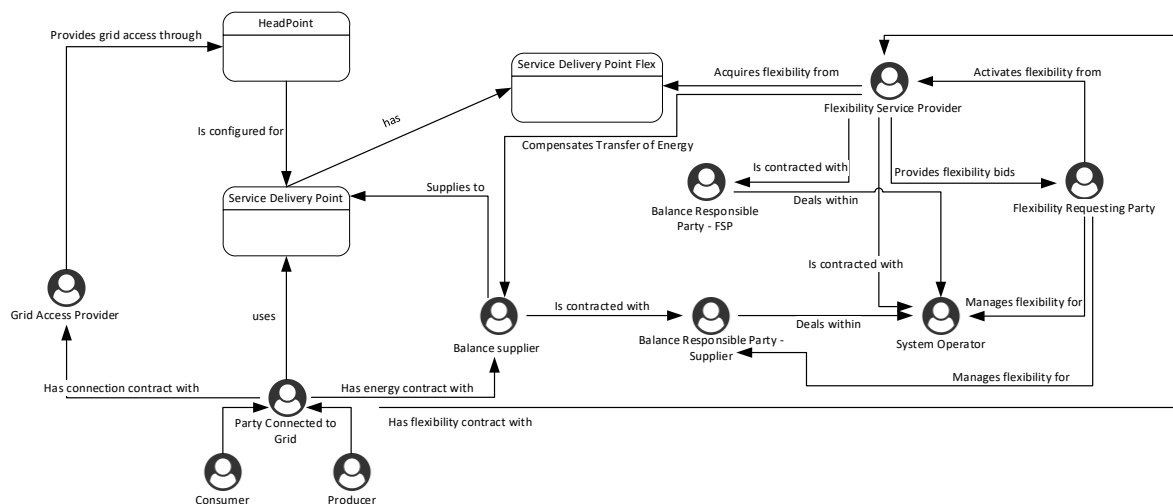 HeadPoint
Provides grid access through
Service Delivery Point Flex
Acquires flexibility from
Activates flexibility from
Flexibility Service Provider
has
Is configured for
Compensates Transfer of Energy
Is contracted with
Provides flexibility bids
Supplies to
Service Delivery Point
Deals within
Balance Responsible
Party - FSP
Flexibility Requesting Party
Is contracted with
Grid Access Provider
uses
Is contracted with
Manages flexibility for
Deals within
Balance supplier
Balance Responsible Party -
Supplier
System Operator
Has connection contract with
Has energy contract with
Manages flexibility for
Party Connected to
Grid
Has flexibility contract with
Consumer
Producer